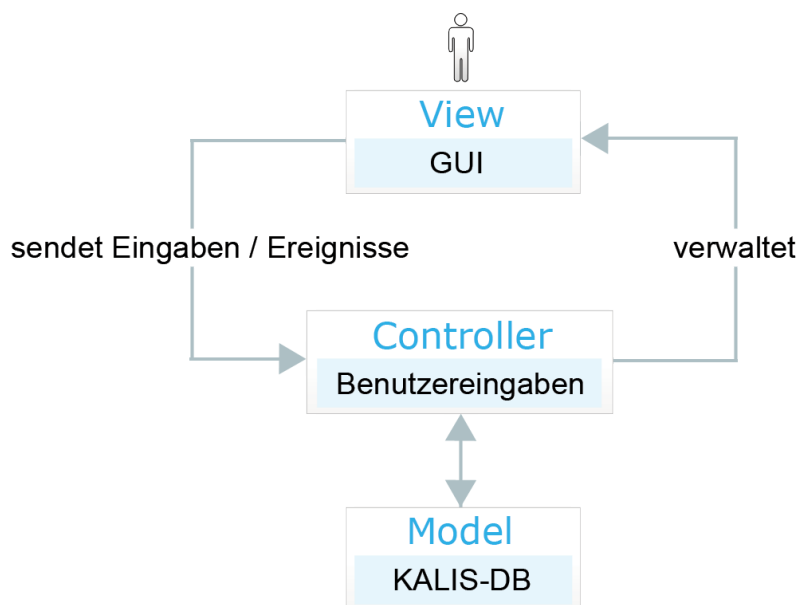 View
GUI
sendet Eingaben / Ereignisse
verwaltet
Controller
Benutzereingaben
Model
KALIS-DB